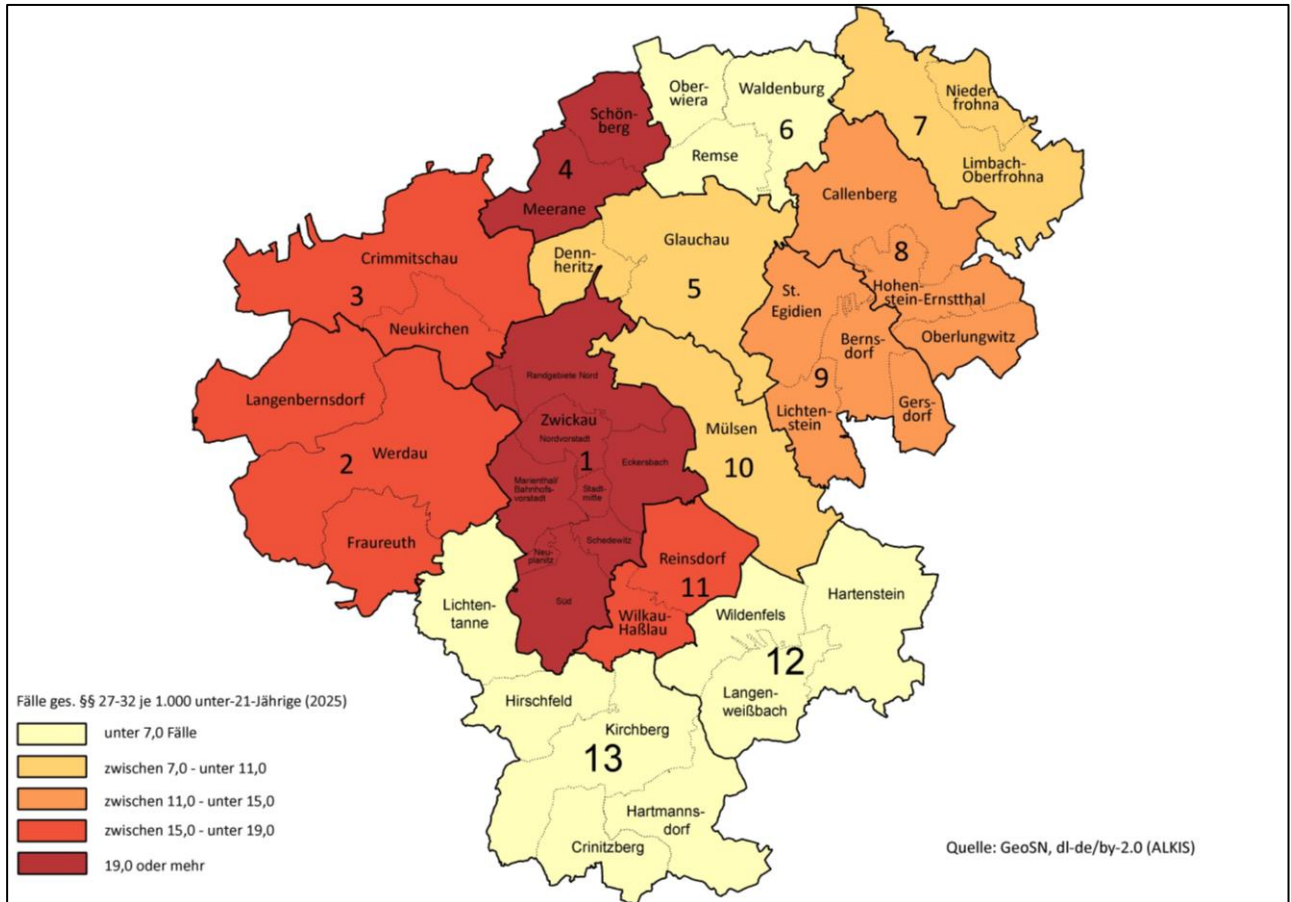 Ober-
wiera
Waldenburg
6
Remse
Schön-
berg
4
Meerane
Nieder
frohna
7
Limbach-
Oberfrohna
Callenberg
8
Hohen-
stein-Ernstthal
Oberlungwitz
Glauchau
Denn-
heritz
5
Crimmitschau
3
Neukirchen
St.
Egidien
Berns-
dorf
9
Lichten-
stein
Gers-
dorf
Langenbernsdorf
Werdau
2
Fraureuth
Randgebiete Nord
Zwickau
Nordvorstadt
1
Eckersbach
Marienthal/
Bahnhofs-
vorstadt
Stadt-
mitte
Neu-
planitz
Schedewitz
Süd
Mülsen
10
Reinsdorf
11
Wilkau-
Haßlau
Lichten-
tanne
Wildenfels
Hartenstein
12
Langen-
weißbach
Hirschfeld
Kirchberg
13
Hartmanns-
dorf
Crinitzberg
Fälle ges. §§ 27-32 je 1.000 unter-21-Jährige (2025)
unter 7,0 Fälle
zwischen 7,0 - unter 11,0
zwischen 11,0 - unter 15,0
zwischen 15,0 - unter 19,0
19,0 oder mehr
Quelle: GeoSN, dl-de/by-2.0 (ALKIS)